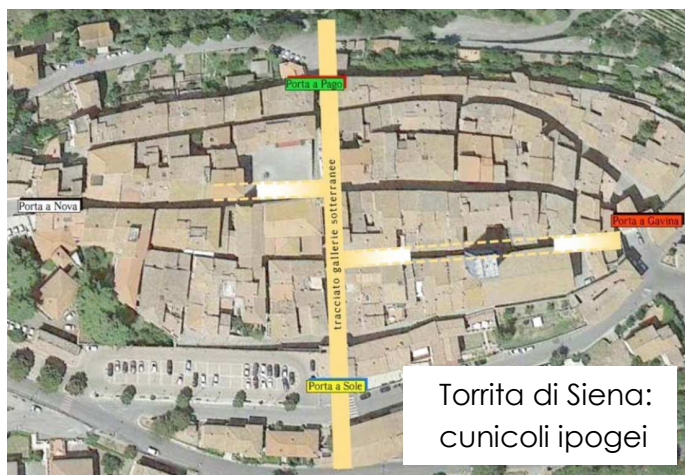 Porta a Pago
tracciato gallerie sotterranee
Porta a Nova
Porta a Gavina
Porta a Sole
Torrita di Siena:
cunicoli ipogei